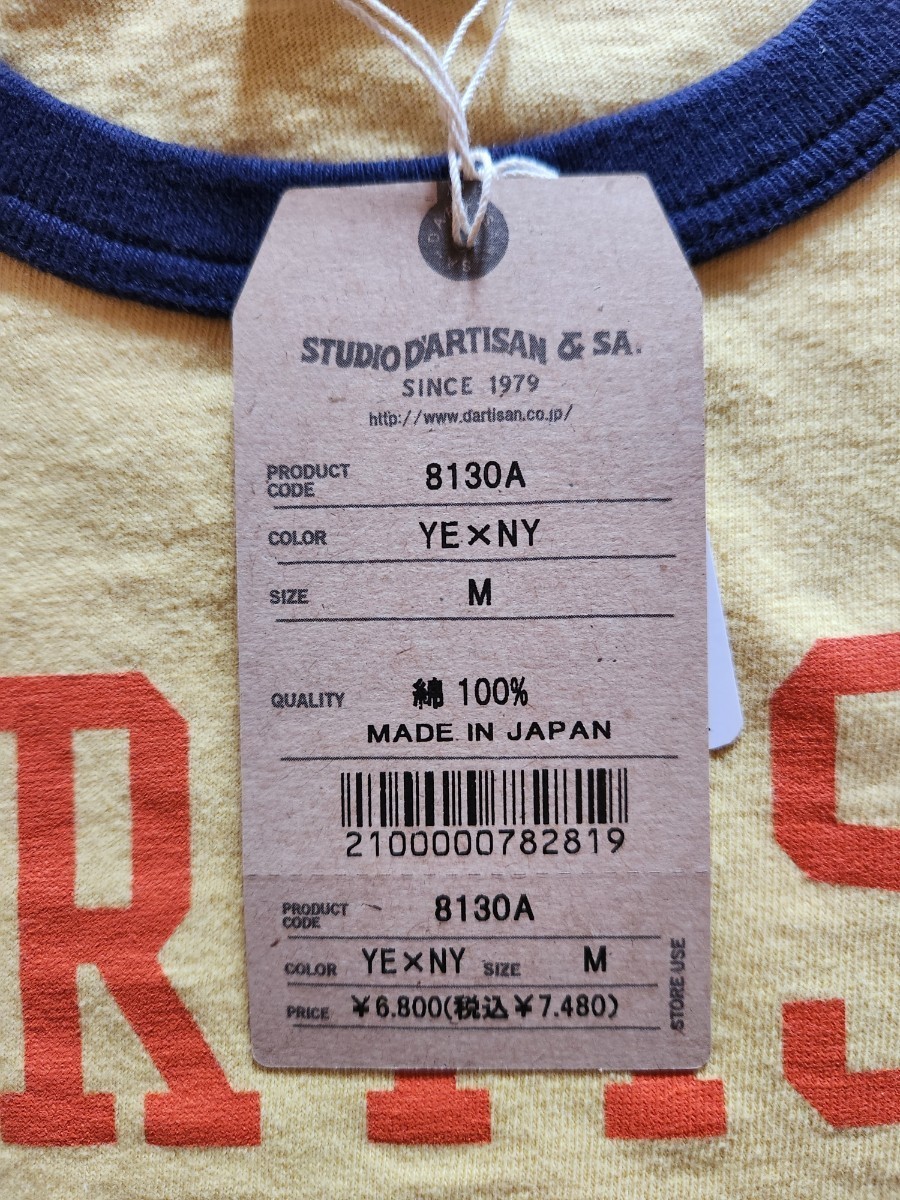 STUDIO D'ARTISAN & SA.
SINCE 1979
http://www.dartisan.co.jp/
PRODUCT CODE 8130A
COLOR YE×NY
SIZE M
QUALITY 綿 100%
MADE IN JAPAN
2100000782819
PRODUCT CODE 8130A
COLOR YE×NY SIZE M
PRICE ¥6.800(税込¥7.480)
STORE USE